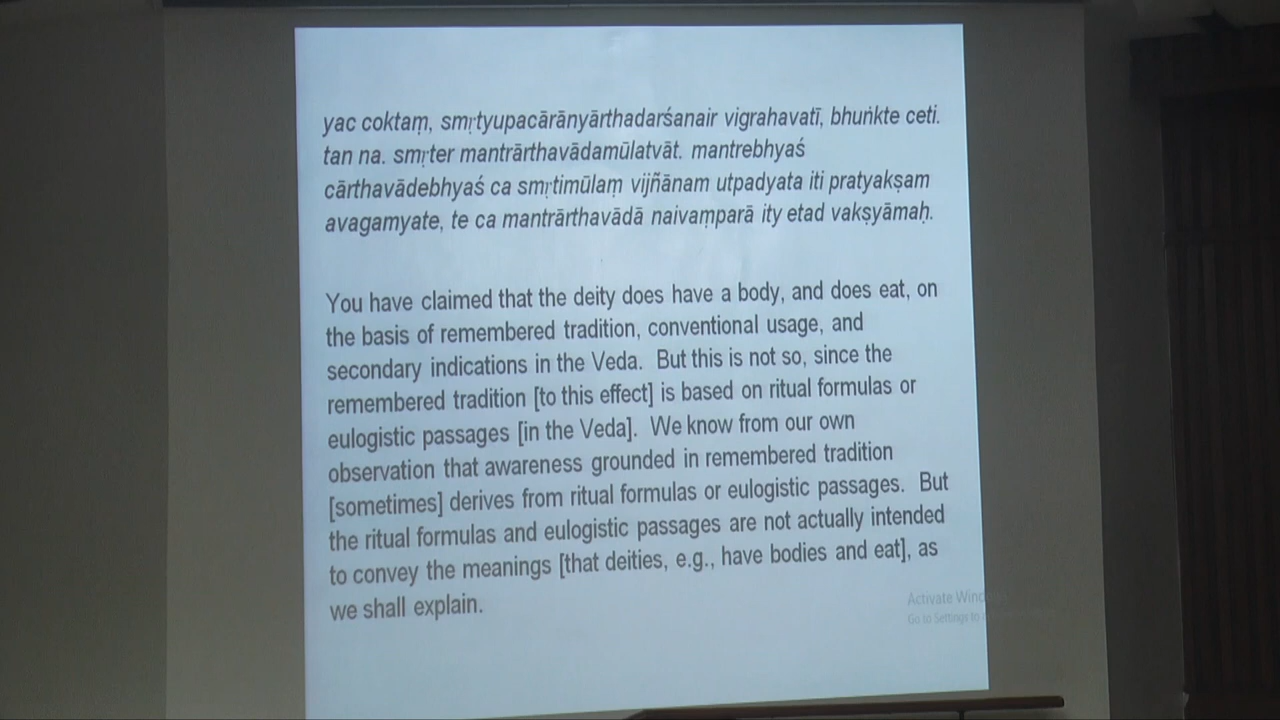 yac coktaṃ, smṛtyupacārānyārthadarśanair vigrahavatī, bhuṅkte ceti.
tan na. smṛter mantrārthavādamūlatvāt. mantrebhyaś
cārthavādebhyaś ca smṛtimūlaṃ vijñānam utpadyata iti pratyakṣam
avagamyate, te ca mantrārthavādā naivaṃparā ity etad vakṣyāmaḥ.
You have claimed that the deity does have a body, and does eat, on
the basis of remembered tradition, conventional usage, and
secondary indications in the Veda. But this is not so, since the
remembered tradition [to this effect] is based on ritual formulas or
eulogistic passages [in the Veda]. We know from our own
observation that awareness grounded in remembered tradition
[sometimes] derives from ritual formulas or eulogistic passages. But
the ritual formulas and eulogistic passages are not actually intended
to convey the meanings [that deities, e.g., have bodies and eat], as
we shall explain.
Activate Wind
Go to Settings to